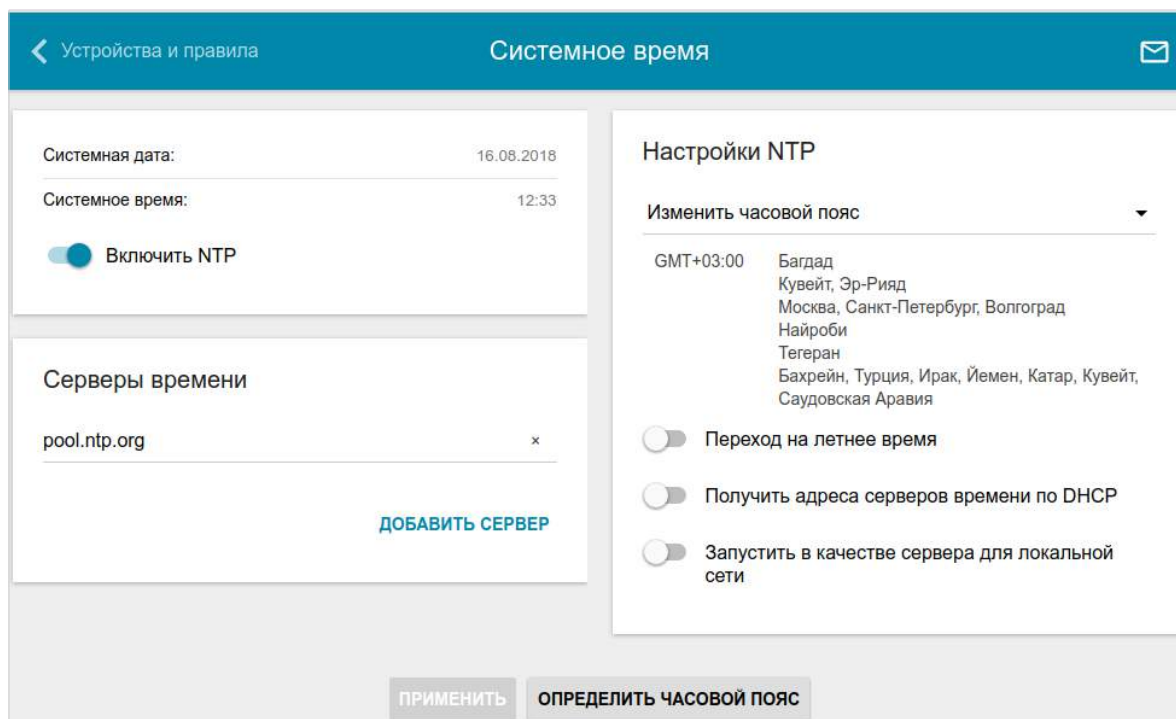 Устройства и правила
Системное время
Системная дата:
16.08.2018
Системное время:
12:33
Включить NTP
Серверы времени
pool.ntp.org
×
ДОБАВИТЬ СЕРВЕР
Настройки NTP
Изменить часовой пояс
GMT+03:00
Багдад
Кувейт, Эр-Рияд
Москва, Санкт-Петербург, Волгоград
Найроби
Тегеран
Бахрейн, Турция, Ирак, Йемен, Катар, Кувейт,
Саудовская Аравия
Переход на летнее время
Получить адреса серверов времени по DHCP
Запустить в качестве сервера для локальной
сети
ПРИМЕНИТЬ
ОПРЕДЕЛИТЬ ЧАСОВОЙ ПОЯС